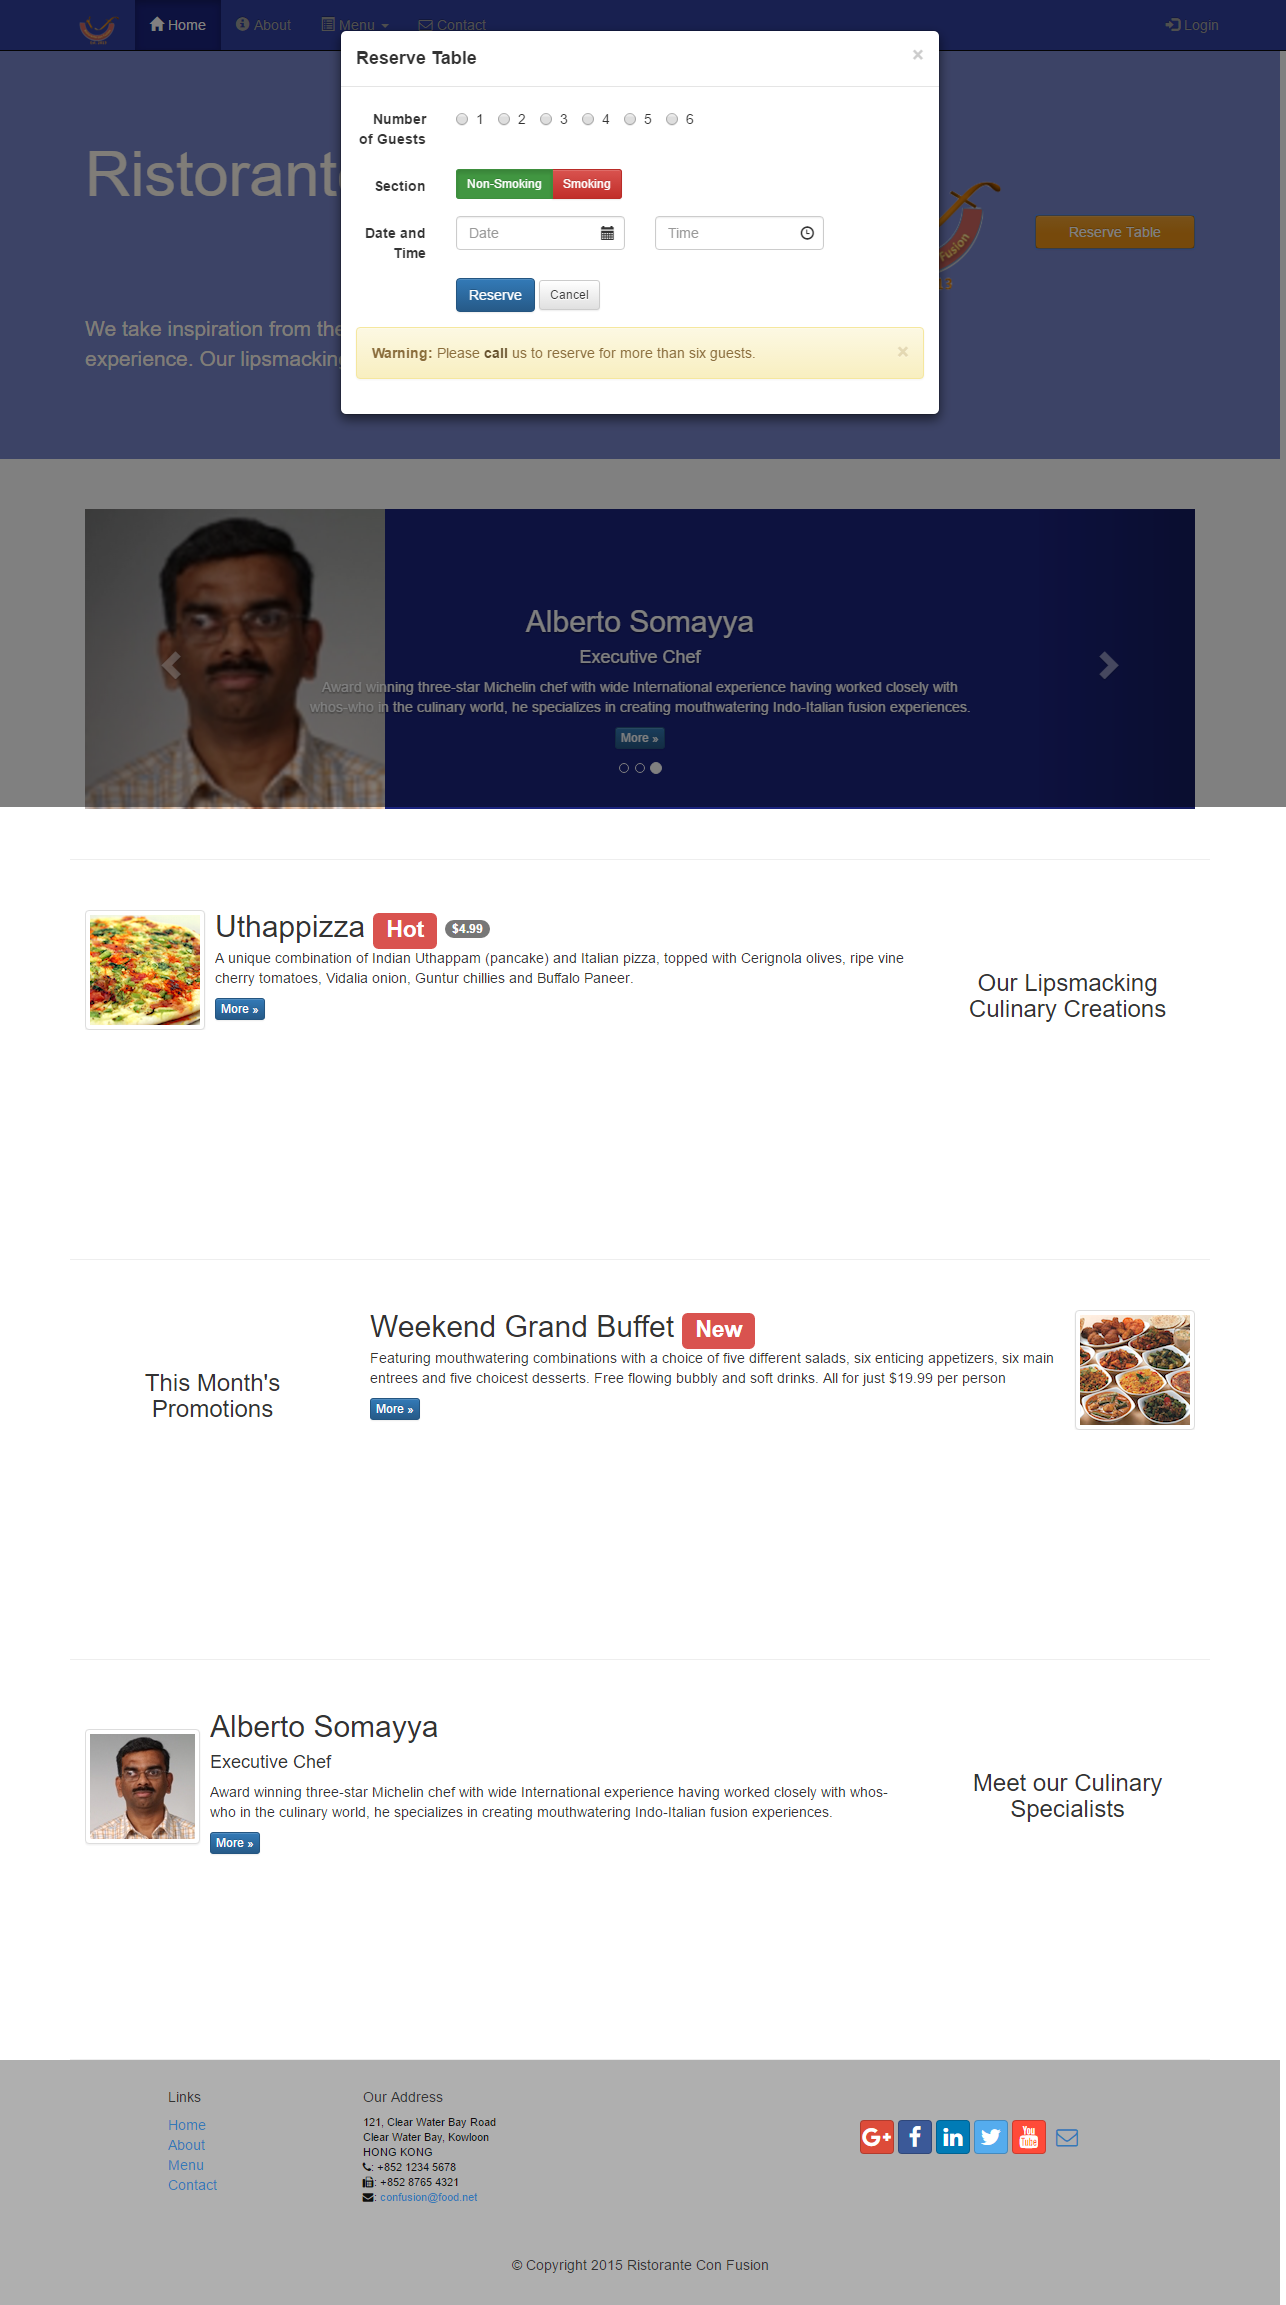 Home About Menu Contact Login
Reserve Table ×
Number of Guests 1 2 3 4 5 6
Section Non-Smoking Smoking
Date and Time Date Time
Reserve Cancel
Warning: Please call us to reserve for more than six guests. ×
Ristorant
Fusion
Reserve Table
We take inspiration from the
experience. Our lipsmacking
Alberto Somayya
Executive Chef
Award winning three-star Michelin chef with wide International experience having worked closely with
whos-who in the culinary world, he specializes in creating mouthwatering Indo-Italian fusion experiences.
More »
Uthappizza Hot $4.99
A unique combination of Indian Uthappam (pancake) and Italian pizza, topped with Cerignola olives, ripe vine
cherry tomatoes, Vidalia onion, Guntur chillies and Buffalo Paneer.
More »
Our Lipsmacking
Culinary Creations
This Month's
Promotions
Weekend Grand Buffet New
Featuring mouthwatering combinations with a choice of five different salads, six enticing appetizers, six main
entrees and five choicest desserts. Free flowing bubbly and soft drinks. All for just $19.99 per person
More »
Alberto Somayya
Executive Chef
Award winning three-star Michelin chef with wide International experience having worked closely with whos-
who in the culinary world, he specializes in creating mouthwatering Indo-Italian fusion experiences.
More »
Meet our Culinary
Specialists
Links
Home
About
Menu
Contact
Our Address
121, Clear Water Bay Road
Clear Water Bay, Kowloon
HONG KONG
: +852 1234 5678
: +852 8765 4321
: confusion@food.net
G+ f in You Tube
© Copyright 2015 Ristorante Con Fusion